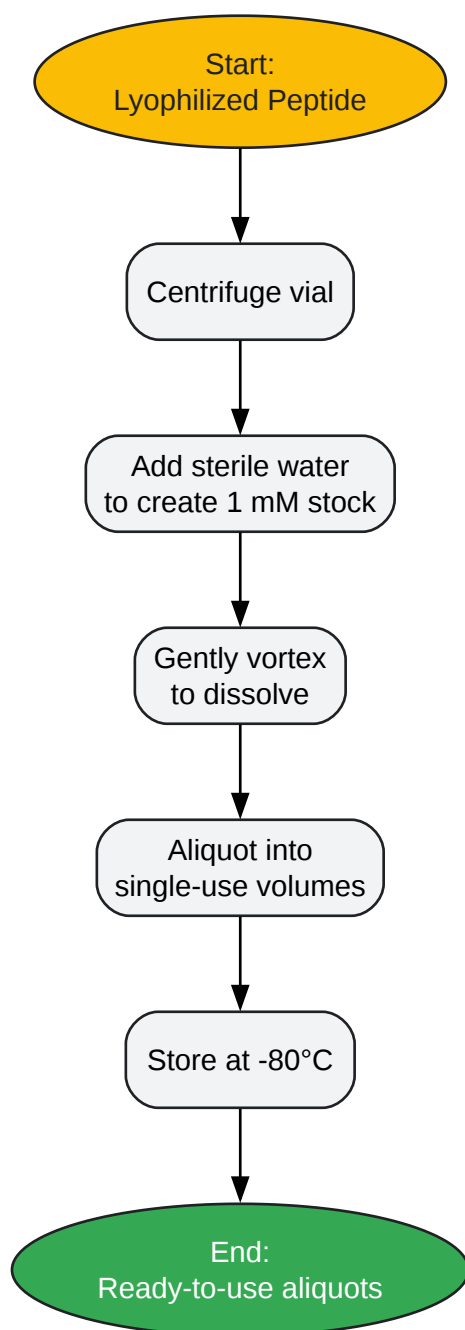 Start:
Lyophilized Peptide
Centrifuge vial
Add sterile water
to create 1 mM stock
Gently vortex
to dissolve
Aliquot into
single-use volumes
Store at -80°C
End:
Ready-to-use aliquots